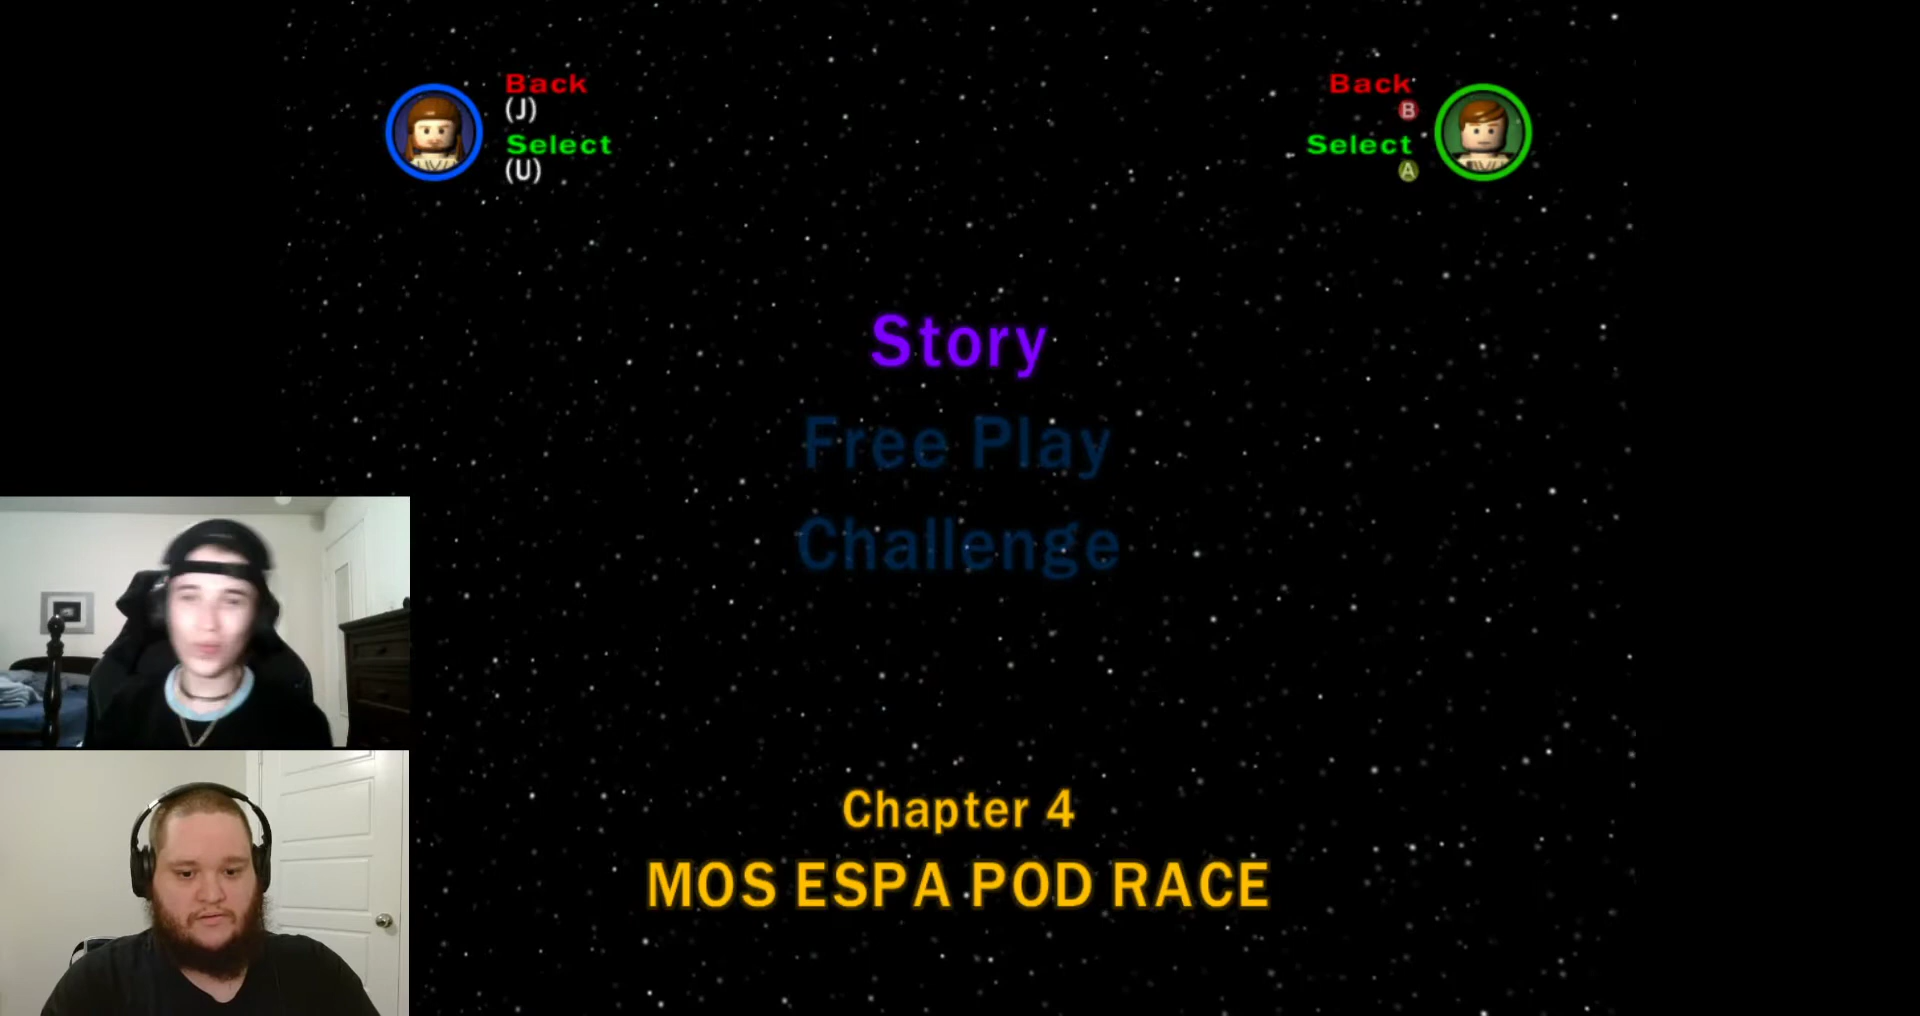 Back
(J)
Select
(U)
Back
B
Select
A
Story
Free Play
Challenge
Chapter 4
MOS ESPA POD RACE